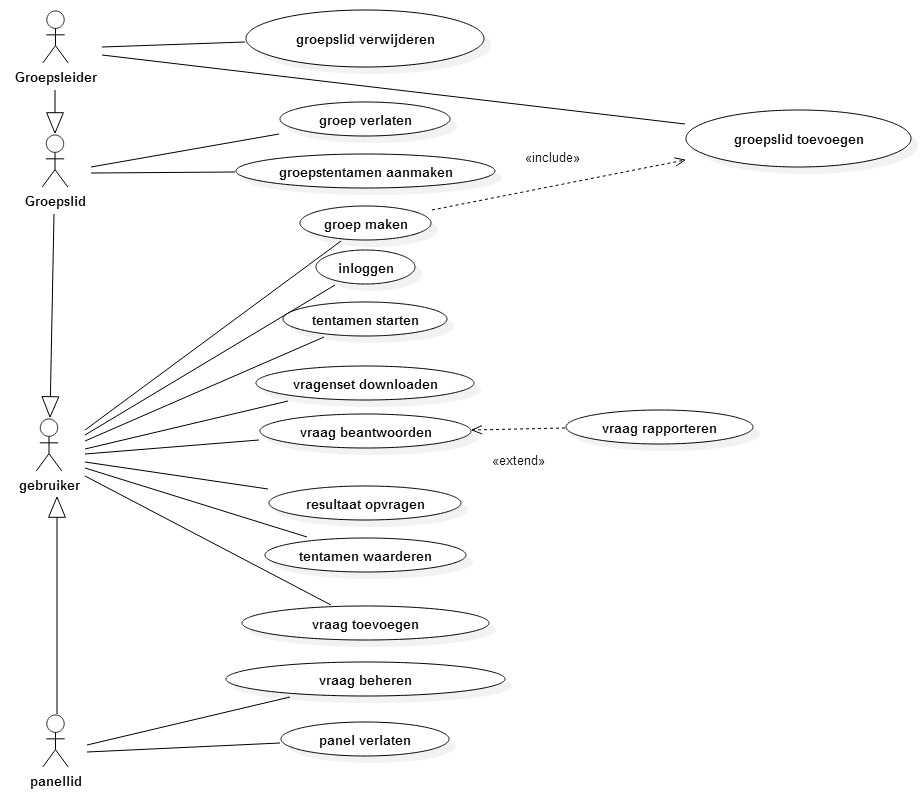 groepslid verwijderen
Groepsleider
groep verlaten
groepslid toevoegen
«include»
groepstentamen aanmaken
Groepslid
groep maken
inloggen
tentamen starten
vragenset downloaden
vraag beantwoorden
vraag rapporteren
«extend»
gebruiker
resultaat opvragen
tentamen waarderen
vraag toevoegen
vraag beheren
panel verlaten
panellid